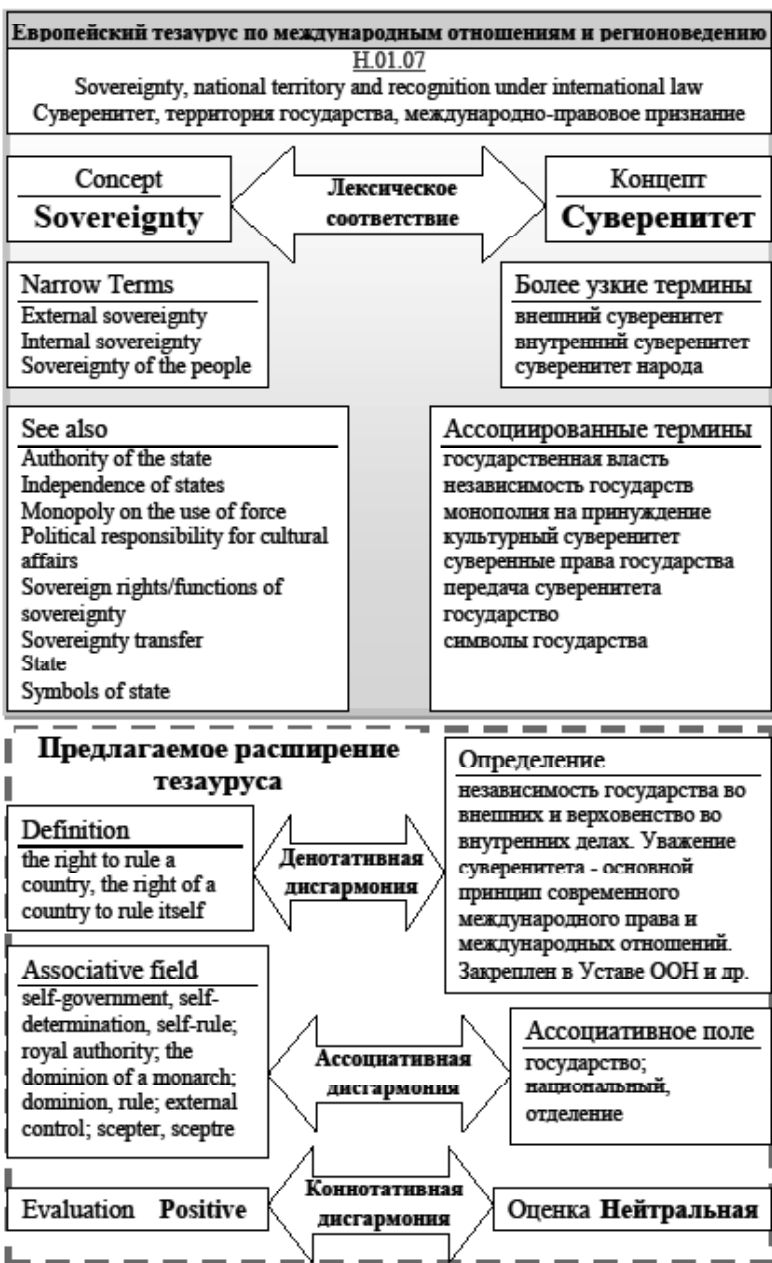 Европейский тезаурус по международным отношениям и регионоведению
H.01.07
Sovereignty, national territory and recognition under international law
Суверенитет, территория государства, международно-правовое признание
Concept
Sovereignty
Лексическое
соответствие
Концепт
Суверенитет
Narrow Terms
External sovereignty
Internal sovereignty
Sovereignty of the people
Более узкие термины
внешний суверенитет
внутренний суверенитет
суверенитет народа
See also
Authority of the state
Independence of states
Monopoly on the use of force
Political responsibility for cultural
affairs
Sovereign rights/functions of
sovereignty
Sovereignty transfer
State
Symbols of state
Ассоциированные термины
государственная власть
независимость государств
монополия на принуждение
культурный суверенитет
суверенные права государства
передача суверенитета
государство
символы государства
Предлагаемое расширение
тезауруса
Definition
the right to rule a
country, the right of a
country to rule itself
Денотативная
дисгармония
Определение
независимость государства во
внешних и верховенство во
внутренних делах. Уважение
суверенитета - основной
принцип современного
международного права и
международных отношений.
Закреплен в Уставе ООН и др.
Associative field
self-government, self-
determination, self-rule;
royal authority; the
dominion of a monarch;
dominion, rule; external
control; scepter, sceptre
Ассоциативная
дисгармония
Ассоциативное поле
государство;
национальный,
отделение
Evaluation Positive
Коннотативная
дисгармония
Оценка Нейтральная